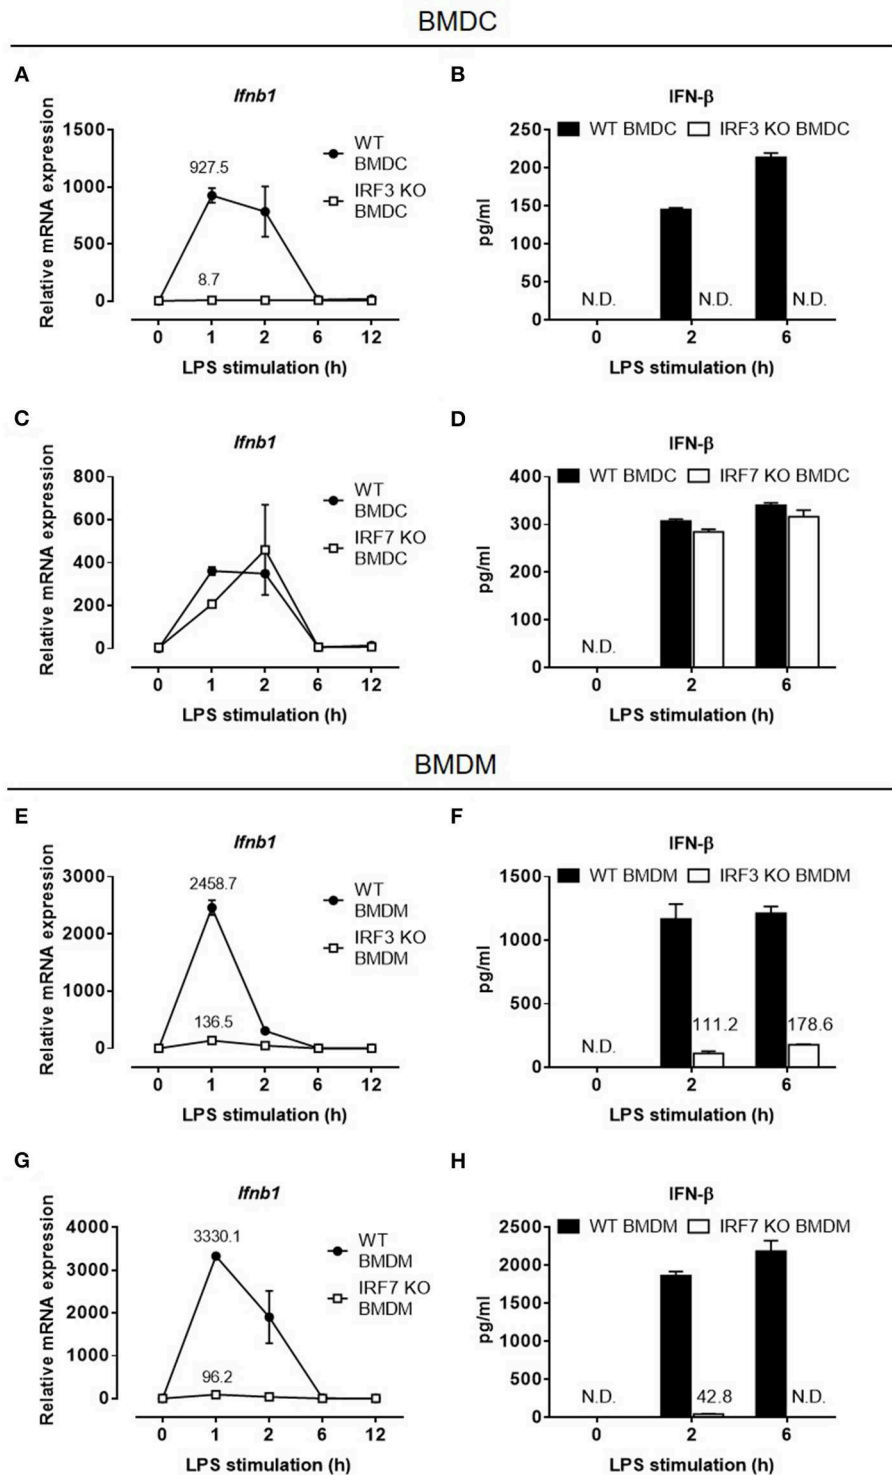 BMDC
A
Ifnb1
Relative mRNA expression
1500
1000
500
0
927.5
8.7
WT
BMDC
IRF3 KO
BMDC
0 1 2 6 12
LPS stimulation (h)
B
IFN-β
WT BMDC IRF3 KO BMDC
pg/ml
250
200
150
100
50
0
N.D. N.D. N.D.
0 2 6
LPS stimulation (h)
C
Ifnb1
Relative mRNA expression
800
600
400
200
0
WT
BMDC
IRF7 KO
BMDC
0 1 2 6 12
LPS stimulation (h)
D
IFN-β
WT BMDC IRF7 KO BMDC
pg/ml
400
300
200
100
0
N.D.
0 2 6
LPS stimulation (h)
BMDM
E
Ifnb1
Relative mRNA expression
3000
2000
1000
0
2458.7
136.5
WT
BMDM
IRF3 KO
BMDM
0 1 2 6 12
LPS stimulation (h)
F
IFN-β
WT BMDM IRF3 KO BMDM
pg/ml
1500
1000
500
0
N.D. 111.2 178.6
0 2 6
LPS stimulation (h)
G
Ifnb1
Relative mRNA expression
4000
3000
2000
1000
0
3330.1
96.2
WT
BMDM
IRF7 KO
BMDM
0 1 2 6 12
LPS stimulation (h)
H
IFN-β
WT BMDM IRF7 KO BMDM
pg/ml
2500
2000
1500
1000
500
0
N.D. 42.8 N.D.
0 2 6
LPS stimulation (h)